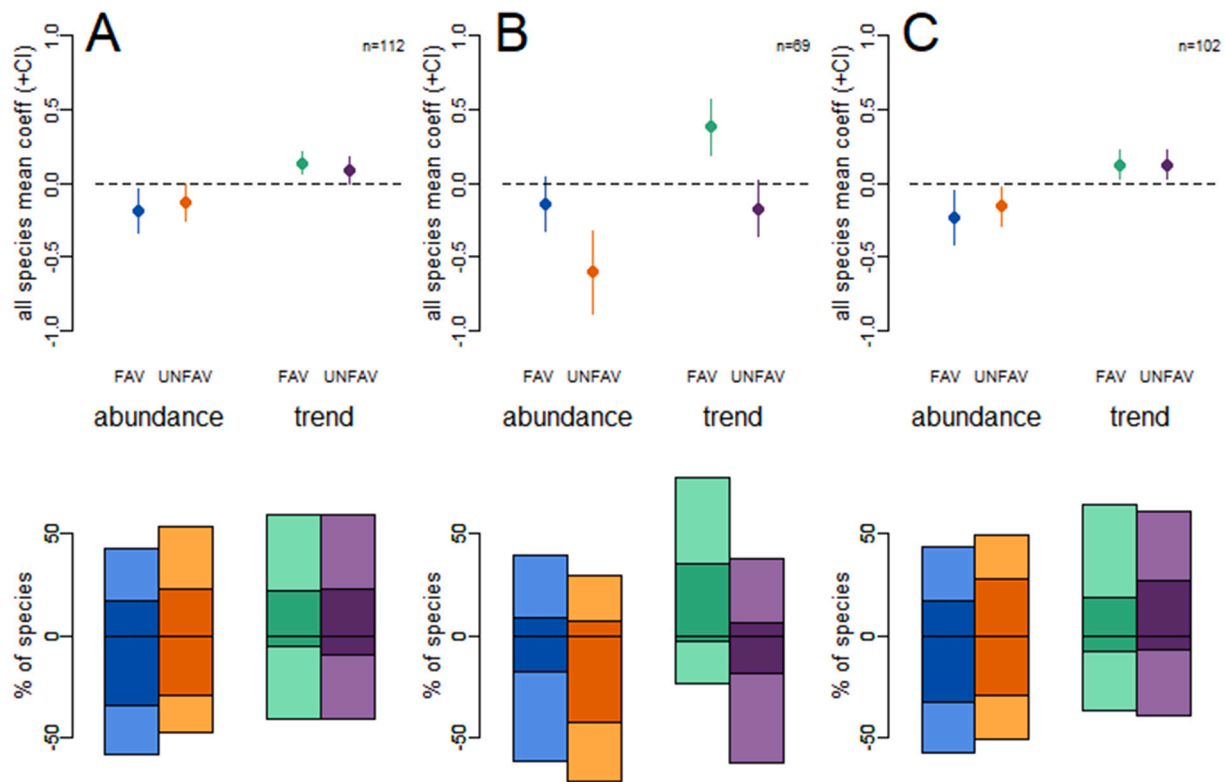 A
n=112
all species mean coeff (+CI)
1.0
0.5
0.0
-0.5
-1.0
FAV UNFAV FAV UNFAV
abundance trend
B
n=69
all species mean coeff (+CI)
1.0
0.5
0.0
-0.5
-1.0
FAV UNFAV FAV UNFAV
abundance trend
C
n=102
all species mean coeff (+CI)
1.0
0.5
0.0
-0.5
-1.0
FAV UNFAV FAV UNFAV
abundance trend
% of species
50
0
-50
% of species
50
0
-50
% of species
50
0
-50